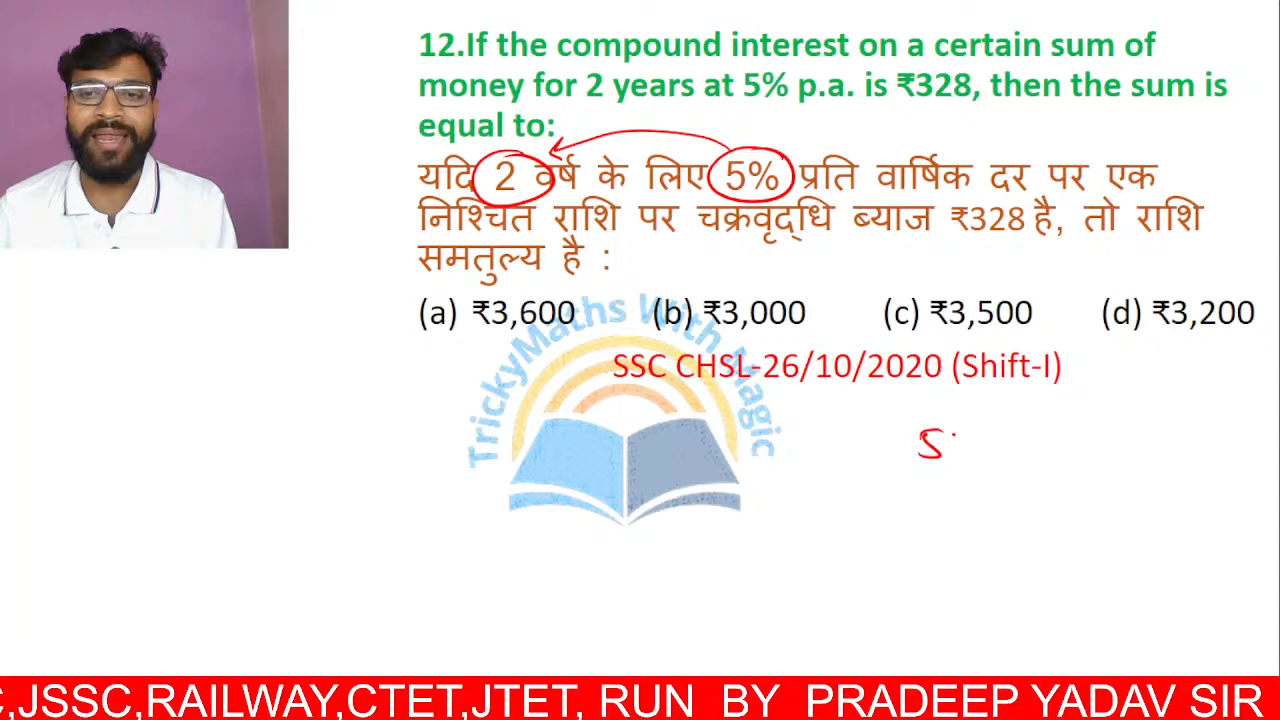 12.If the compound interest on a certain sum of
money for 2 years at 5% p.a. is ₹328, then the sum is
equal to:
यदि 2 वर्ष के लिए 5% प्रति वार्षिक दर पर एक
निश्चित राशि पर चक्रवृद्धि ब्याज ₹328 है, तो राशि
समतुल्य है :
(a) ₹3,600 (b) ₹3,000 (c) ₹3,500 (d) ₹3,200
SSC CHSL-26/10/2020 (Shift-I)
TrickyMaths With Magic
5
C,JSSC,RAILWAY,CTET,JTET, RUN BY PRADEEP YADAV SIR